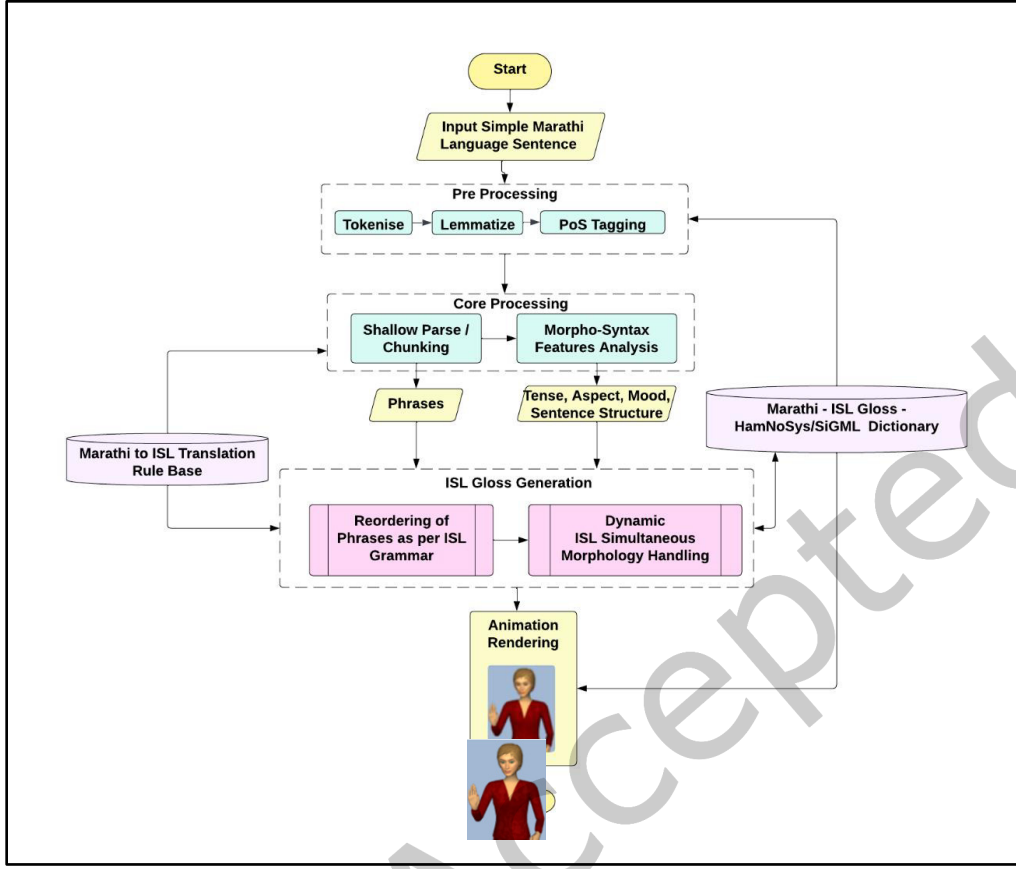 Start
Input Simple Marathi
Language Sentence
Pre Processing
Tokenise
Lemmatize
PoS Tagging
Core Processing
Shallow Parse /
Chunking
Morpho-Syntax
Features Analysis
Phrases
Tense, Aspect, Mood,
Sentence Structure
Marathi to ISL Translation
Rule Base
Marathi - ISL Gloss -
HamNoSys/SiGML Dictionary
ISL Gloss Generation
Reordering of
Phrases as per ISL
Grammar
Dynamic
ISL Simultaneous
Morphology Handling
Animation
Rendering
Accepted